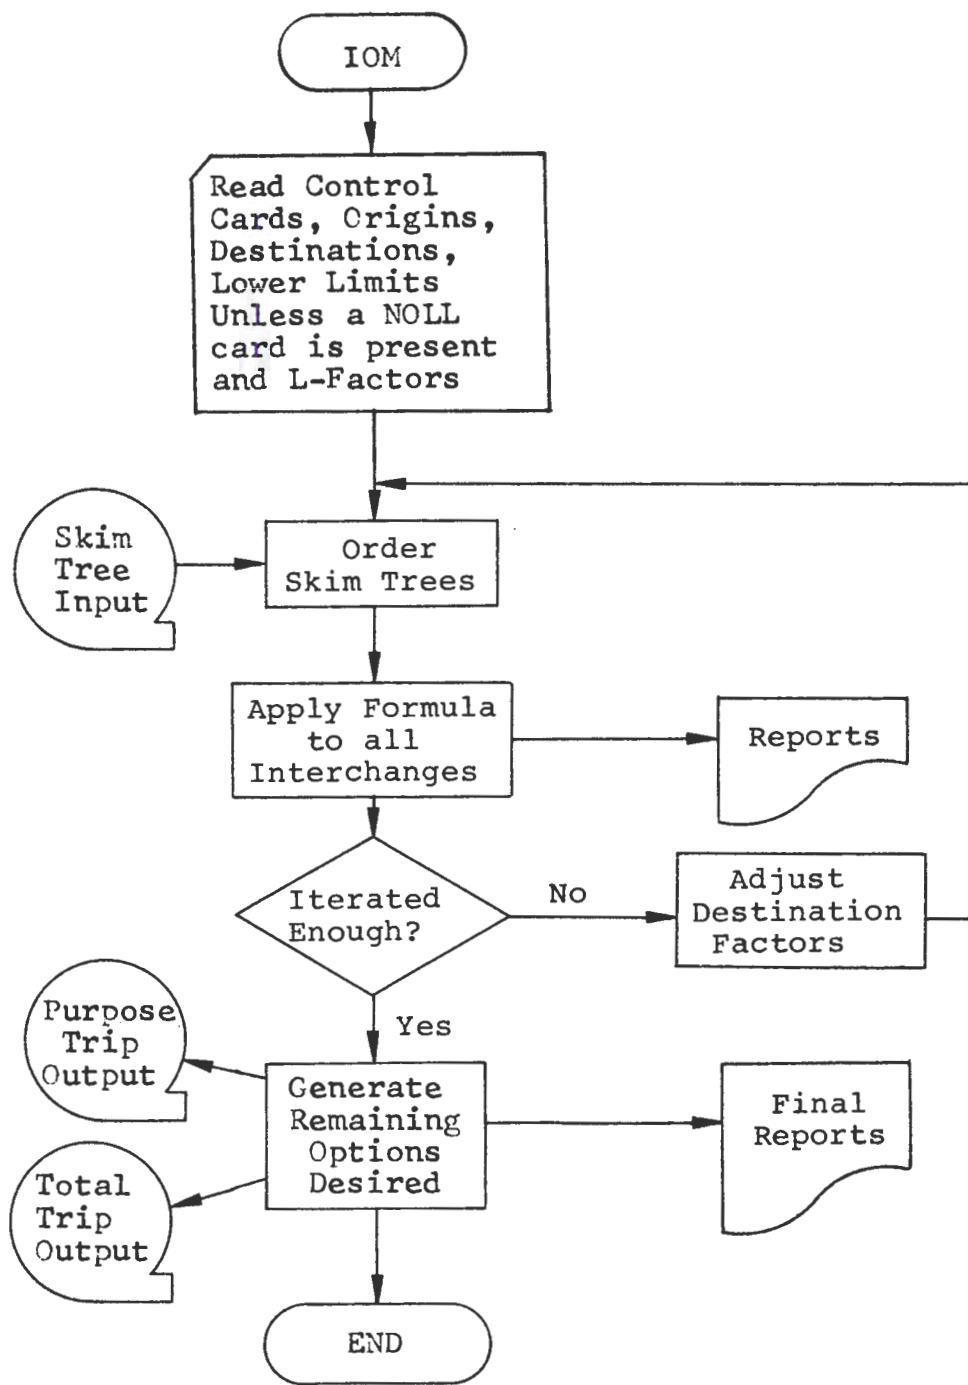 IOM
Read Control
Cards, Origins,
Destinations,
Lower Limits
Unless a NOLL
card is present
and L-Factors
Skim
Tree
Input
Order
Skim Trees
Apply Formula
to all
Interchanges
Reports
Iterated
Enough?
No
Adjust
Destination
Factors
Yes
Purpose
Trip
Output
Generate
Remaining
Options
Desired
Final
Reports
Total
Trip
Output
END